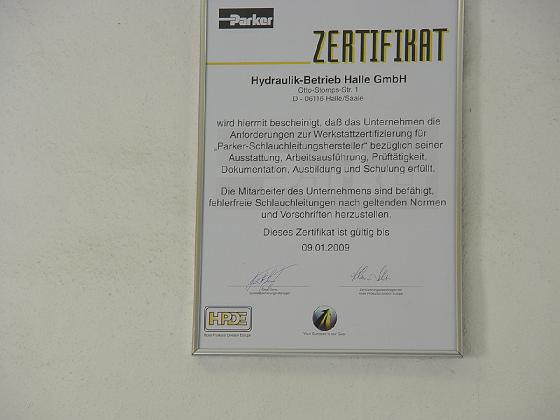 Parker
ZERTIFIKAT
Hydraulik-Betrieb Halle GmbH
Otto-Stomps-Str. 1
D - 06116 Halle/Saale
wird hiermit bescheinigt, daß das Unternehmen die
Anforderungen zur Werkstattzertifizierung für
„Parker-Schlauchleitungshersteller" bezüglich seiner
Ausstattung, Arbeitsausführung, Prüftätigkeit,
Dokumentation, Ausbildung und Schulung erfüllt.
Die Mitarbeiter des Unternehmens sind befähigt,
fehlerfreie Schlauchleitungen nach geltenden Normen
und Vorschriften herzustellen.
Dieses Zertifikat ist gültig bis
09.01.2009
HPDE